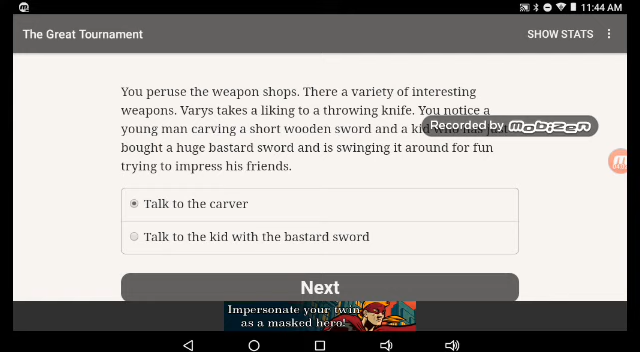 11:44 AM
The Great Tournament
SHOW STATS
You peruse the weapon shops. There a variety of interesting
weapons. Varys takes a liking to a throwing knife. You notice a
young man carving a short wooden sword and a kid who has just
Recorded by mobizen
bought a huge bastard sword and is swinging it around for fun
trying to impress his friends.
Talk to the carver
Talk to the kid with the bastard sword
Next
Impersonate your twin
as a masked hero!